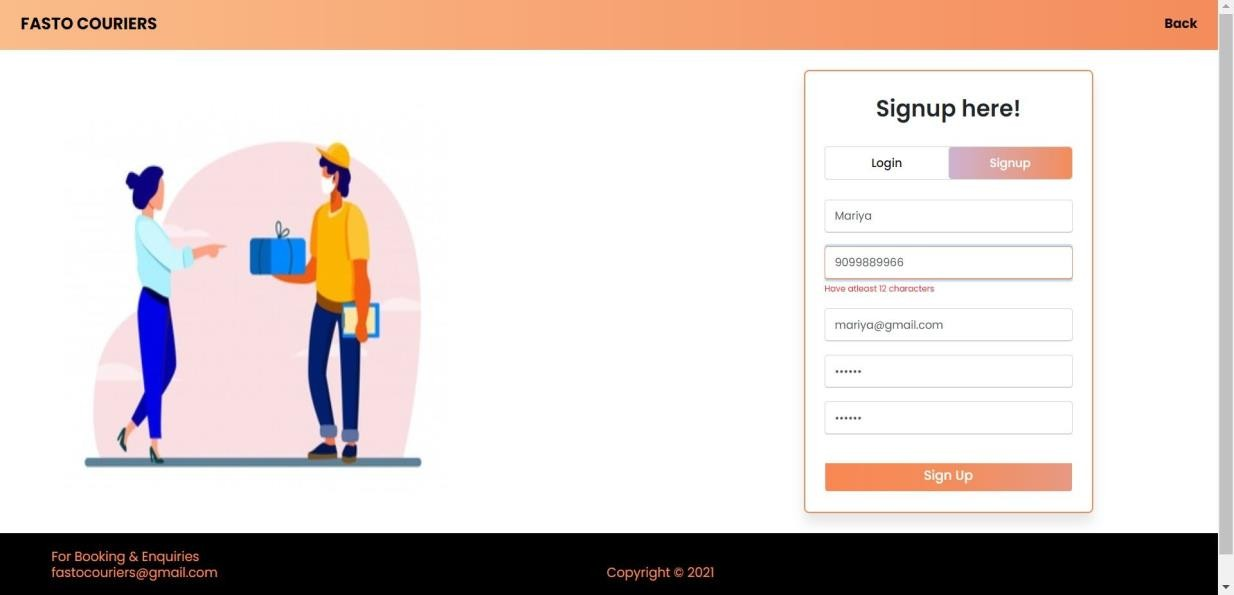 FASTO COURIERS
Back
Signup here!
Login
Signup
Mariya
9099889966
Have atleast 12 characters
mariya@gmail.com
••••••
••••••
Sign Up
For Booking & Enquiries
fastocouriers@gmail.com
Copyright © 2021